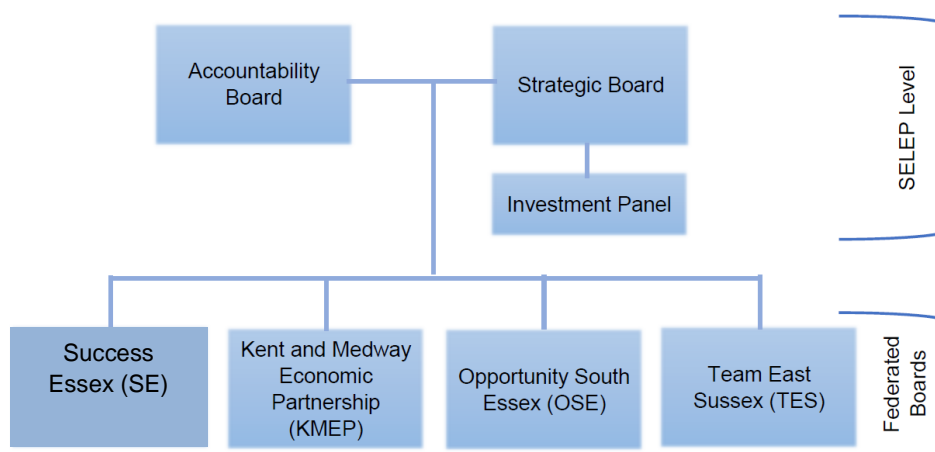 Accountability
Board
Strategic Board
Investment Panel
SELEP Level
Success
Essex (SE)
Kent and Medway
Economic
Partnership
(KMEP)
Opportunity South
Essex (OSE)
Team East
Sussex (TES)
Federated
Boards